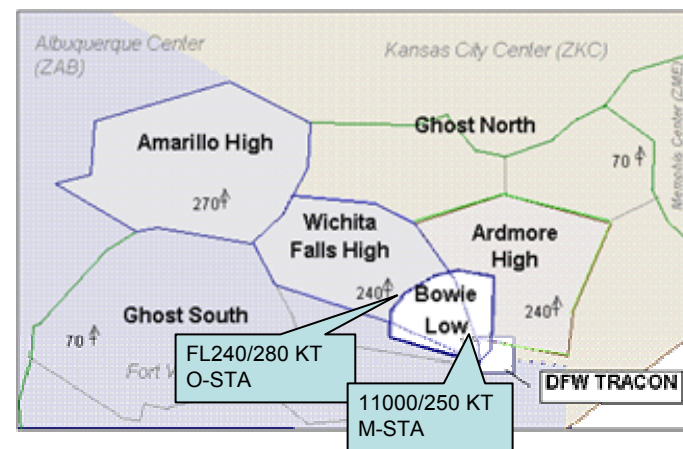 Albuquerque Center
(ZAB)
Kansas City Center (ZKC)
Memphis Center (ZME)
Ghost North
Amarillo High
70
270
Wichita
Falls High
Ardmore
High
240
Bowie
Low
240
Ghost South
70
Fort
FL240/280 KT
O-STA
11000/250 KT
M-STA
DFW TRACON